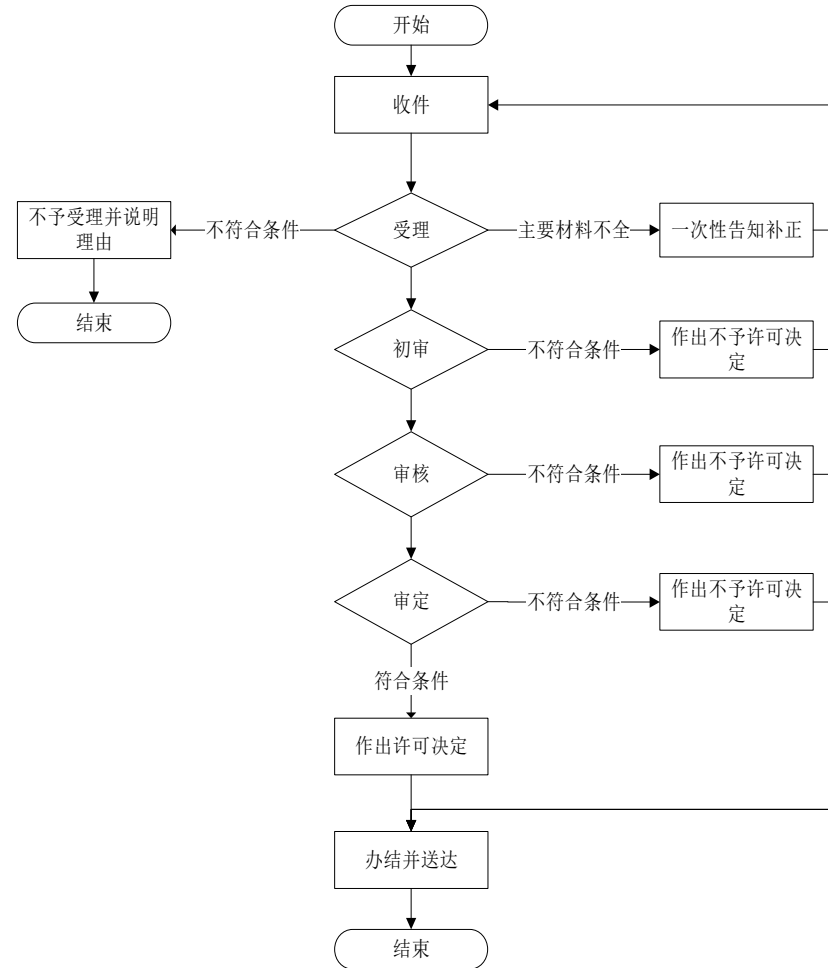 开始
收件
不予受理并说明
理由
不符合条件
受理
主要材料不全
一次性告知补正
结束
初审
不符合条件
作出不予许可决
定
审核
不符合条件
作出不予许可决
定
审定
不符合条件
作出不予许可决
定
符合条件
作出许可决定
办结并送达
结束